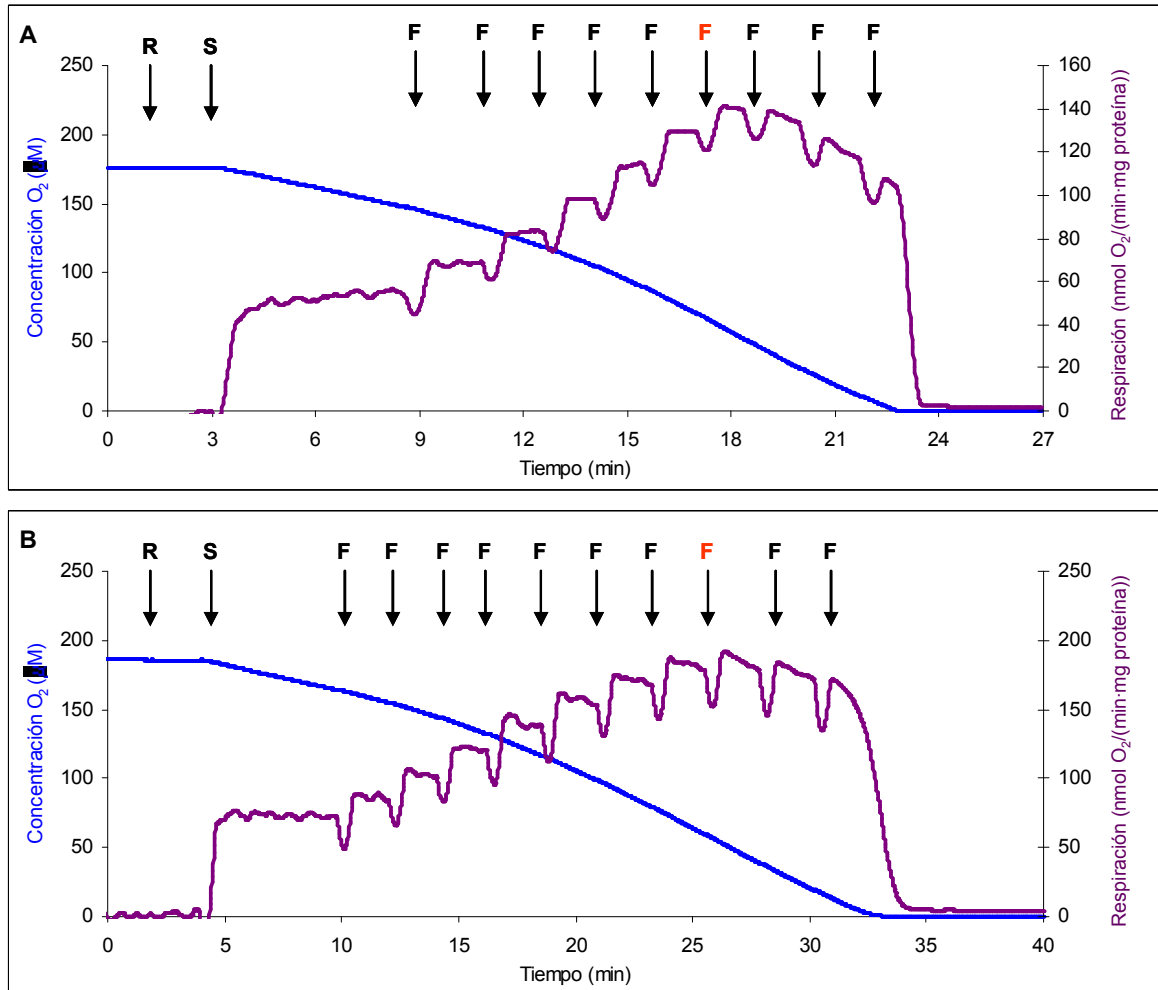 A
R S F F F F F F F F F
250 160
200 140
150 120
100 100
50 80
0 60
40
20
0
0 3 6 9 12 15 18 21 24 27
Tiempo (min)
Concentración O2 (M)
Respiración (nmol O2/(min·mg proteína))
B
R S F F F F F F F F F F
250 250
200 200
150 150
100 100
50 50
0 0
0 5 10 15 20 25 30 35 40
Tiempo (min)
Concentración O2 (M)
Respiración (nmol O2/(min·mg proteína))